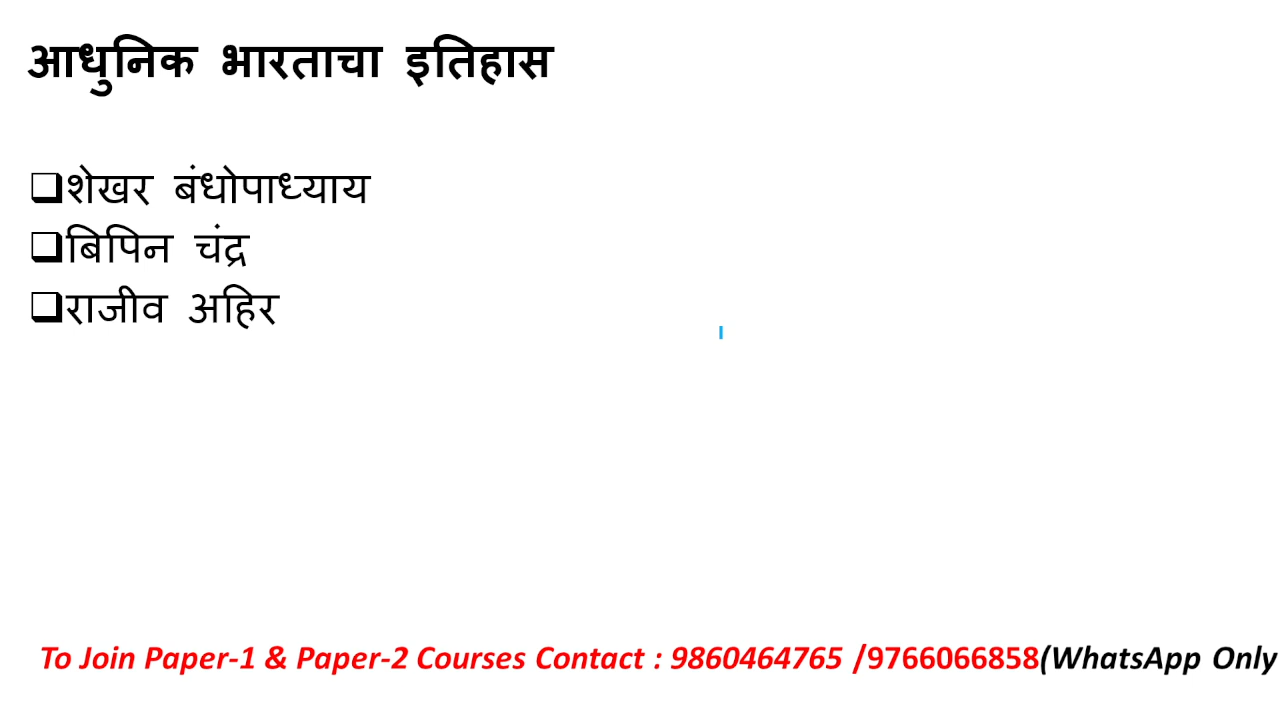 आधुनिक भारताचा इतिहास
❑शेखर बंधोपाध्याय
❑बिपिन चंद्र
❑राजीव अहिर
To Join Paper-1 & Paper-2 Courses Contact : 9860464765 /9766066858(WhatsApp Only